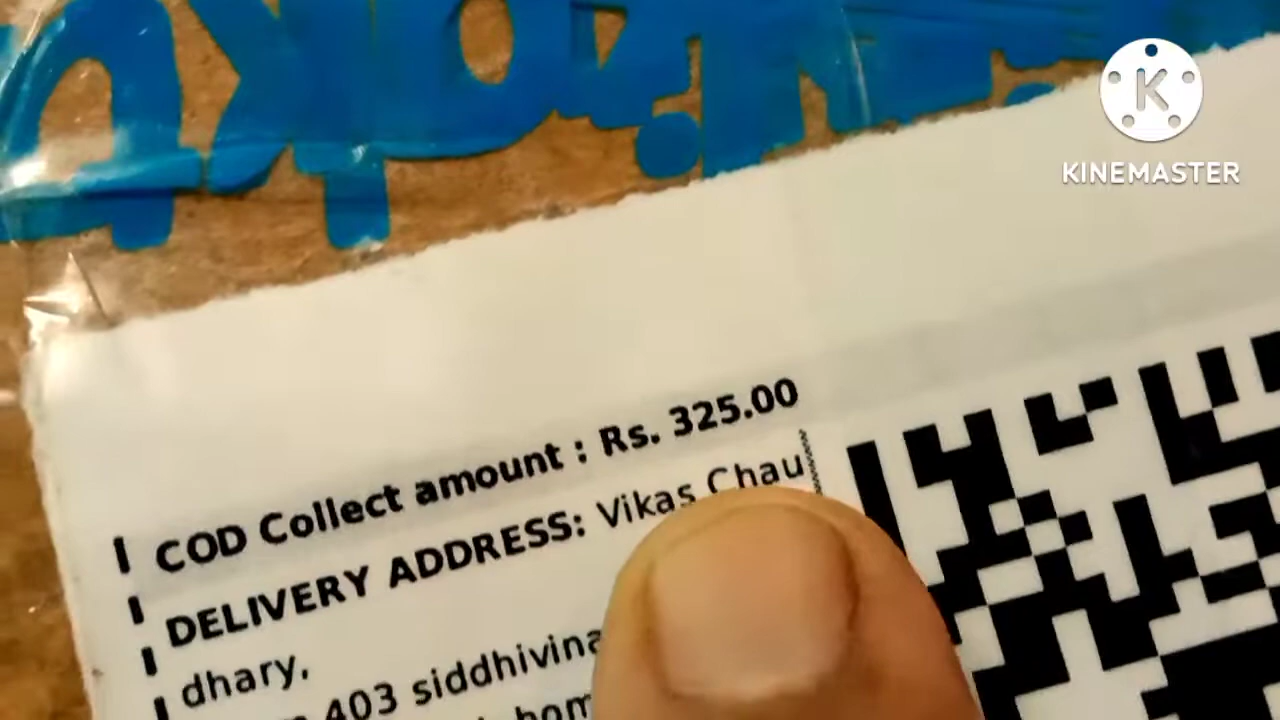 KINEMASTER
COD Collect amount : Rs. 325.00
DELIVERY ADDRESS: Vikas Chau
dhary,
403 siddhivina